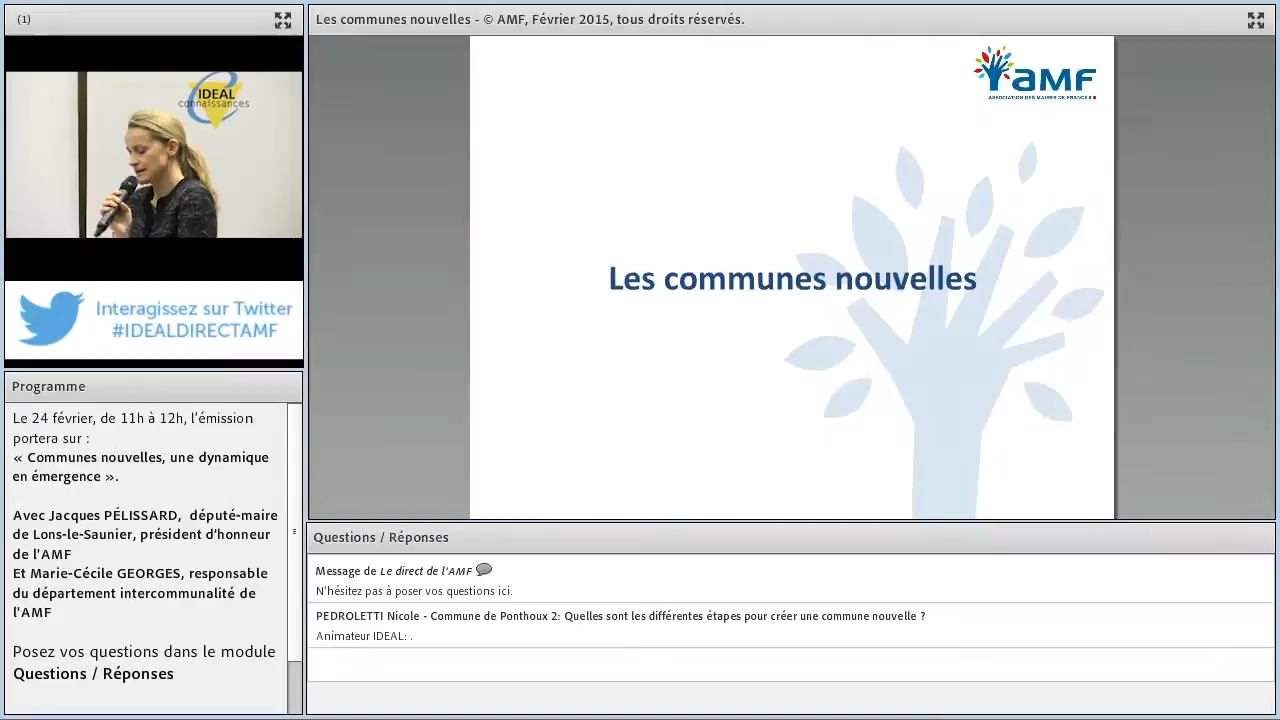 (1)
IDEAL
connaissances
Interagissez sur Twitter
#IDEALDIRECTAMF
Programme
Le 24 février, de 11h à 12h, l'émission
portera sur :
« Communes nouvelles, une dynamique
en émergence ».
Avec Jacques PÉLISSARD, député-maire
de Lons-le-Saunier, président d'honneur
de l'AMF
Et Marie-Cécile GEORGES, responsable
du département intercommunalité de
l'AMF
Posez vos questions dans le module
Questions / Réponses
Les communes nouvelles - © AMF, Février 2015, tous droits réservés.
AMF
ASSOCIATION DES MAIRES DE FRANCE
Les communes nouvelles
Questions / Réponses
Message de Le direct de l'AMF
N'hésitez pas à poser vos questions ici.
PEDROLETTI Nicole - Commune de Ponthoux 2: Quelles sont les différentes étapes pour créer une commune nouvelle ?
Animateur IDEAL: .